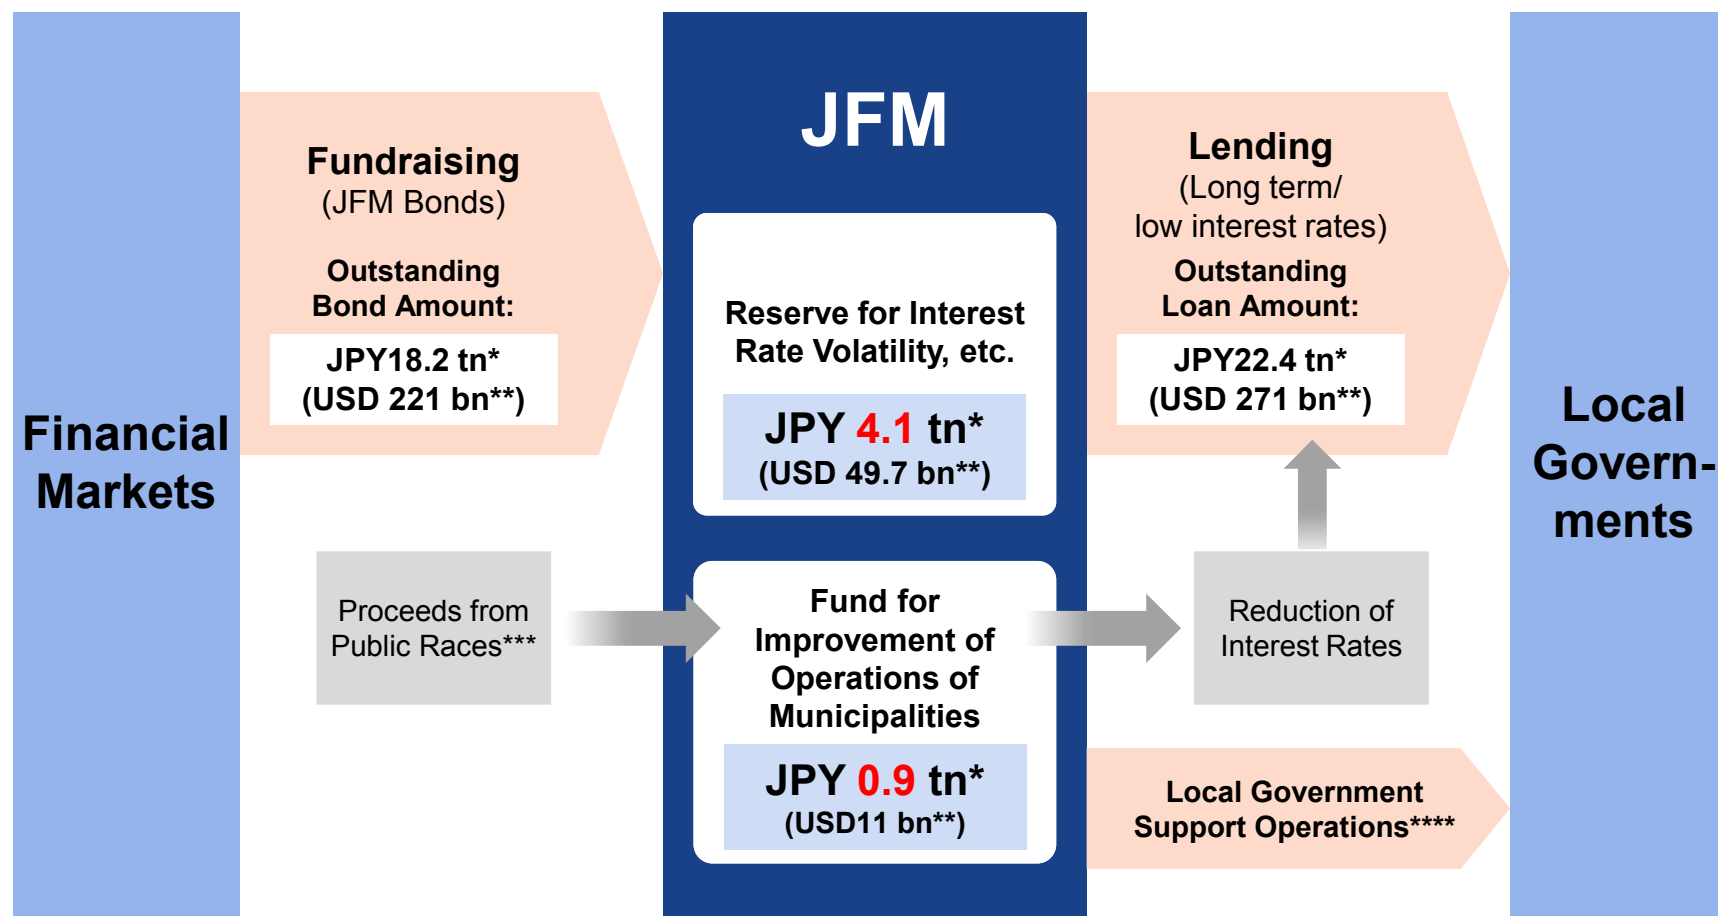 Financial
Markets
Fundraising
(JFM Bonds)
Outstanding
Bond Amount:
JPY18.2 tn*
(USD 221 bn**)
Proceeds from
Public Races***
JFM
Reserve for Interest
Rate Volatility, etc.
JPY 4.1 tn*
(USD 49.7 bn**)
Fund for
Improvement of
Operations of
Municipalities
JPY 0.9 tn*
(USD11 bn**)
Lending
(Long term/
low interest rates)
Outstanding
Loan Amount:
JPY22.4 tn*
(USD 271 bn**)
Reduction of
Interest Rates
Local Government
Support Operations****
Local
Govern-
ments